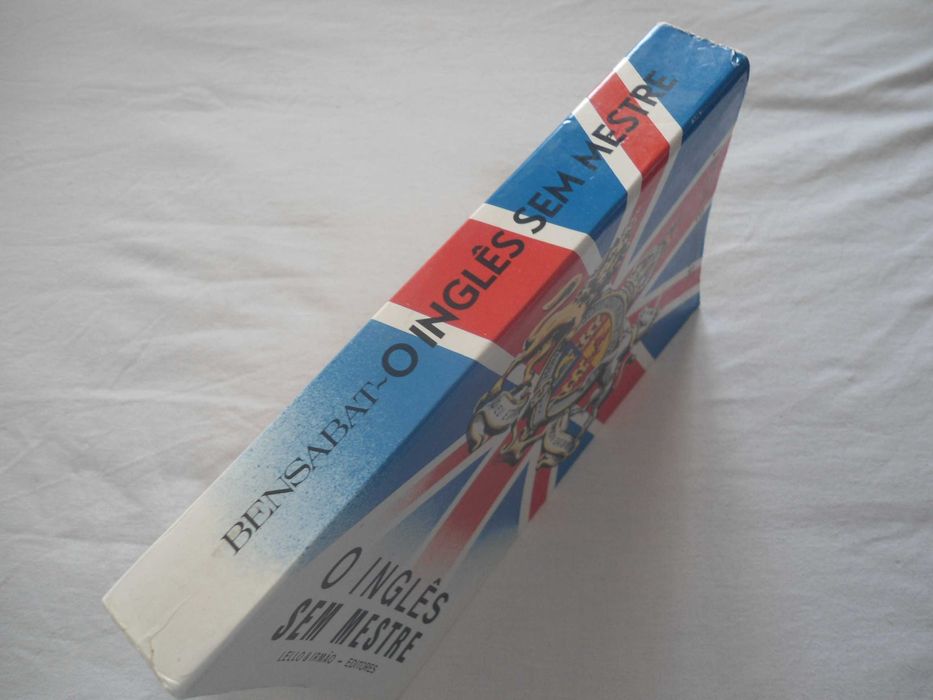 BENSABAT~O INGLÊS SEM MESTRE
O INGLÊS
SEM MESTRE
LELLO & IRMÃO - EDITORES